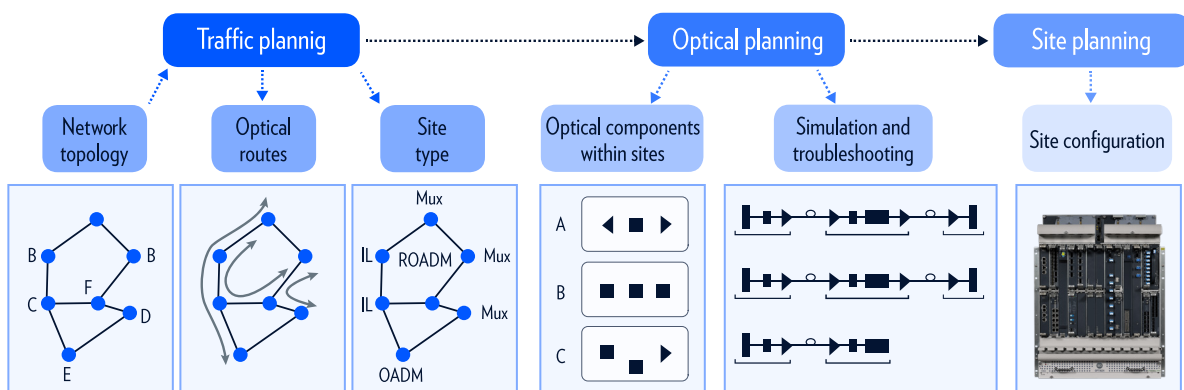 Traffic plannig
Optical planning
Site planning
Network
topology
Optical
routes
Site
type
Optical components
within sites
Simulation and
troubleshooting
Site configuration
B
B
C
F
D
E
Mux
IL
ROADM
Mux
IL
Mux
OADM
A
B
C